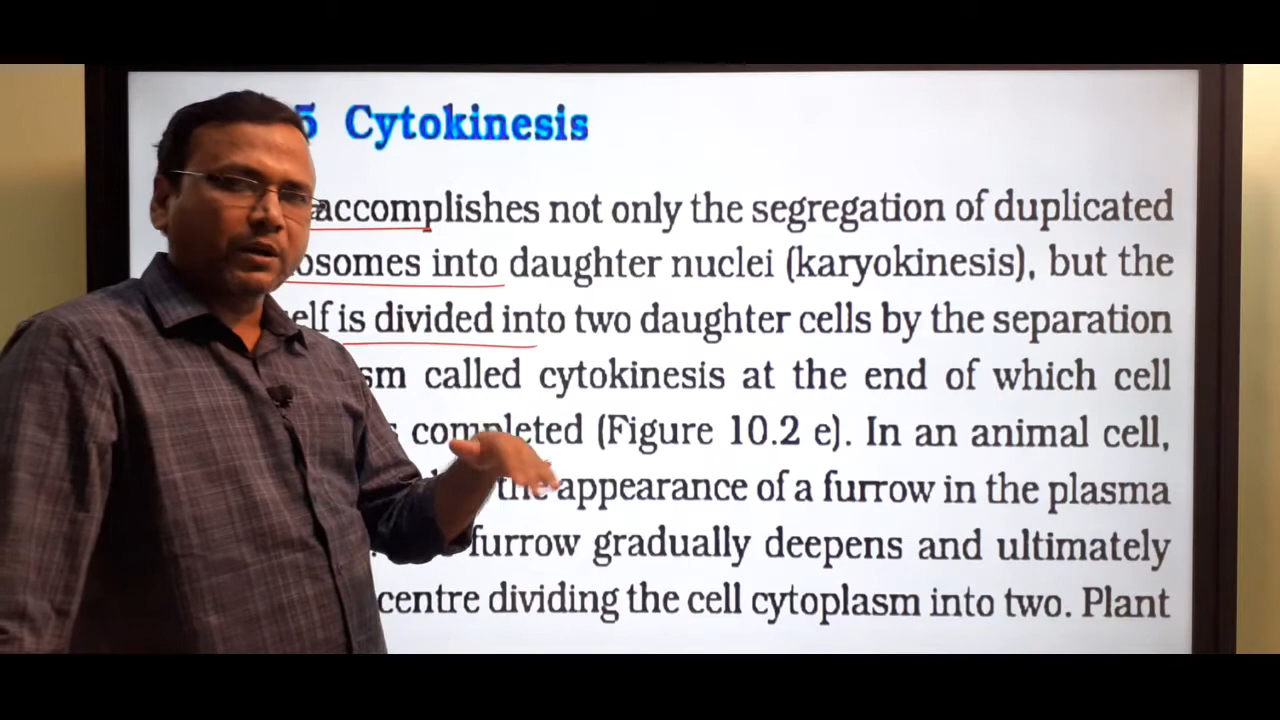 5 Cytokinesis
accomplishes not only the segregation of duplicated
osomes into daughter nuclei (karyokinesis), but the
elf is divided into two daughter cells by the separation
sm called cytokinesis at the end of which cell
completed (Figure 10.2 e). In an animal cell,
the appearance of a furrow in the plasma
furrow gradually deepens and ultimately
centre dividing the cell cytoplasm into two. Plant